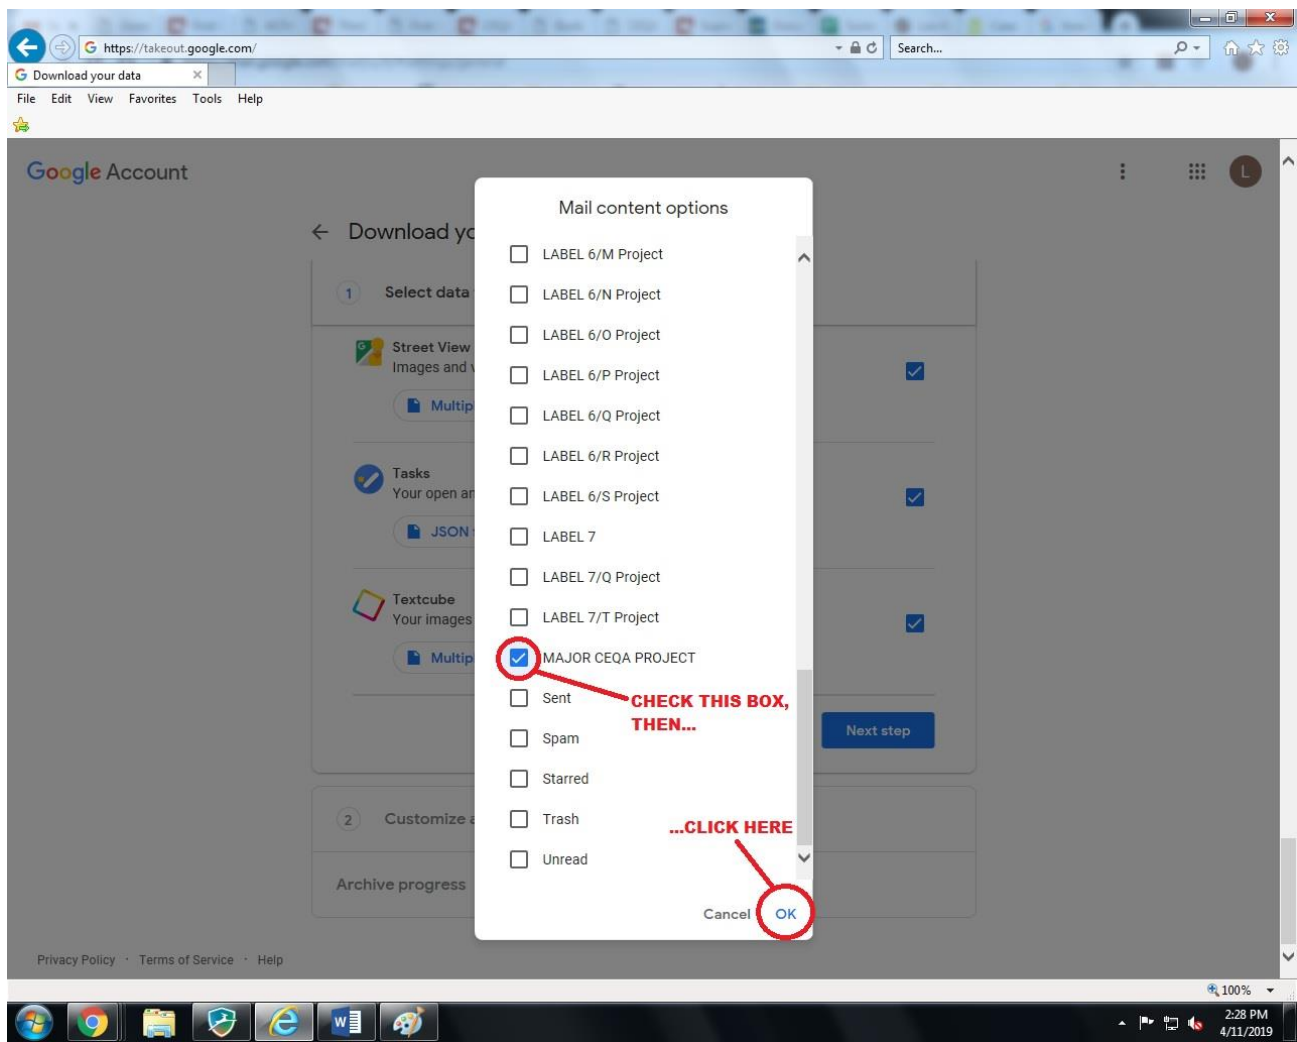 https://takeout.google.com/
Search...
Download your data
File Edit View Favorites Tools Help
Google Account
L
Mail content options
Download yo
LABEL 6/M Project
1 Select data
LABEL 6/N Project
LABEL 6/O Project
Street View
Images and v
LABEL 6/P Project
Multip
LABEL 6/Q Project
LABEL 6/R Project
Tasks
Your open an
LABEL 6/S Project
JSON
LABEL 7
LABEL 7/Q Project
Textcube
Your images
LABEL 7/T Project
Multip
MAJOR CEQA PROJECT
Sent
CHECK THIS BOX,
THEN...
Spam
Next step
Starred
2 Customize a
Trash
...CLICK HERE
Unread
Archive progress
Cancel OK
Privacy Policy · Terms of Service · Help
100%
2:28 PM
4/11/2019